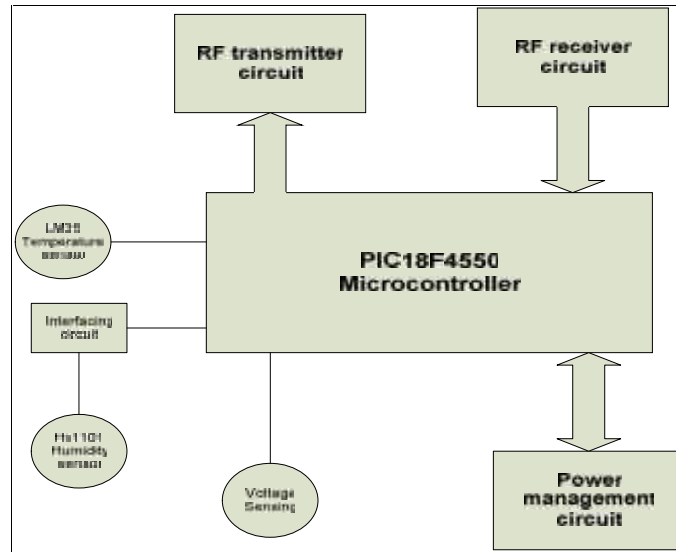 RF transmitter
circuit
RF receiver
circuit
LM35
Temperature
sensor
PIC18F4550
Microcontroller
Interfacing
circuit
Hs1101
Humidity
sensor
Voltage
Sensing
Power
management
circuit